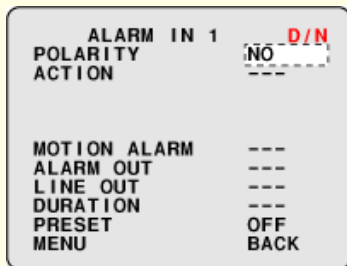 ALARM IN 1 D/N
POLARITY NO
ACTION ---
MOTION ALARM ---
ALARM OUT ---
LINE OUT ---
DURATION ---
PRESET OFF
MENU BACK